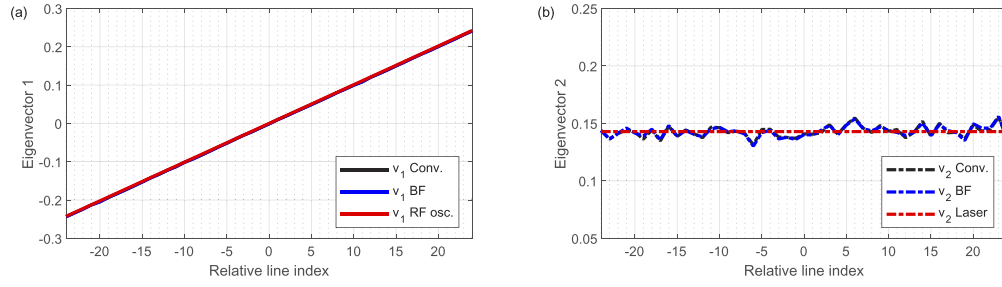 (a)
0.3
0.2
0.1
0
-0.1
-0.2
-0.3
Eigenvector 1
-20 -15 -10 -5 0 5 10 15 20
Relative line index
v1 Conv.
v1 BF
v1 RF osc.
(b)
0.25
0.2
0.15
0.1
0.05
Eigenvector 2
-20 -15 -10 -5 0 5 10 15 20
Relative line index
v2 Conv.
v2 BF
v2 Laser